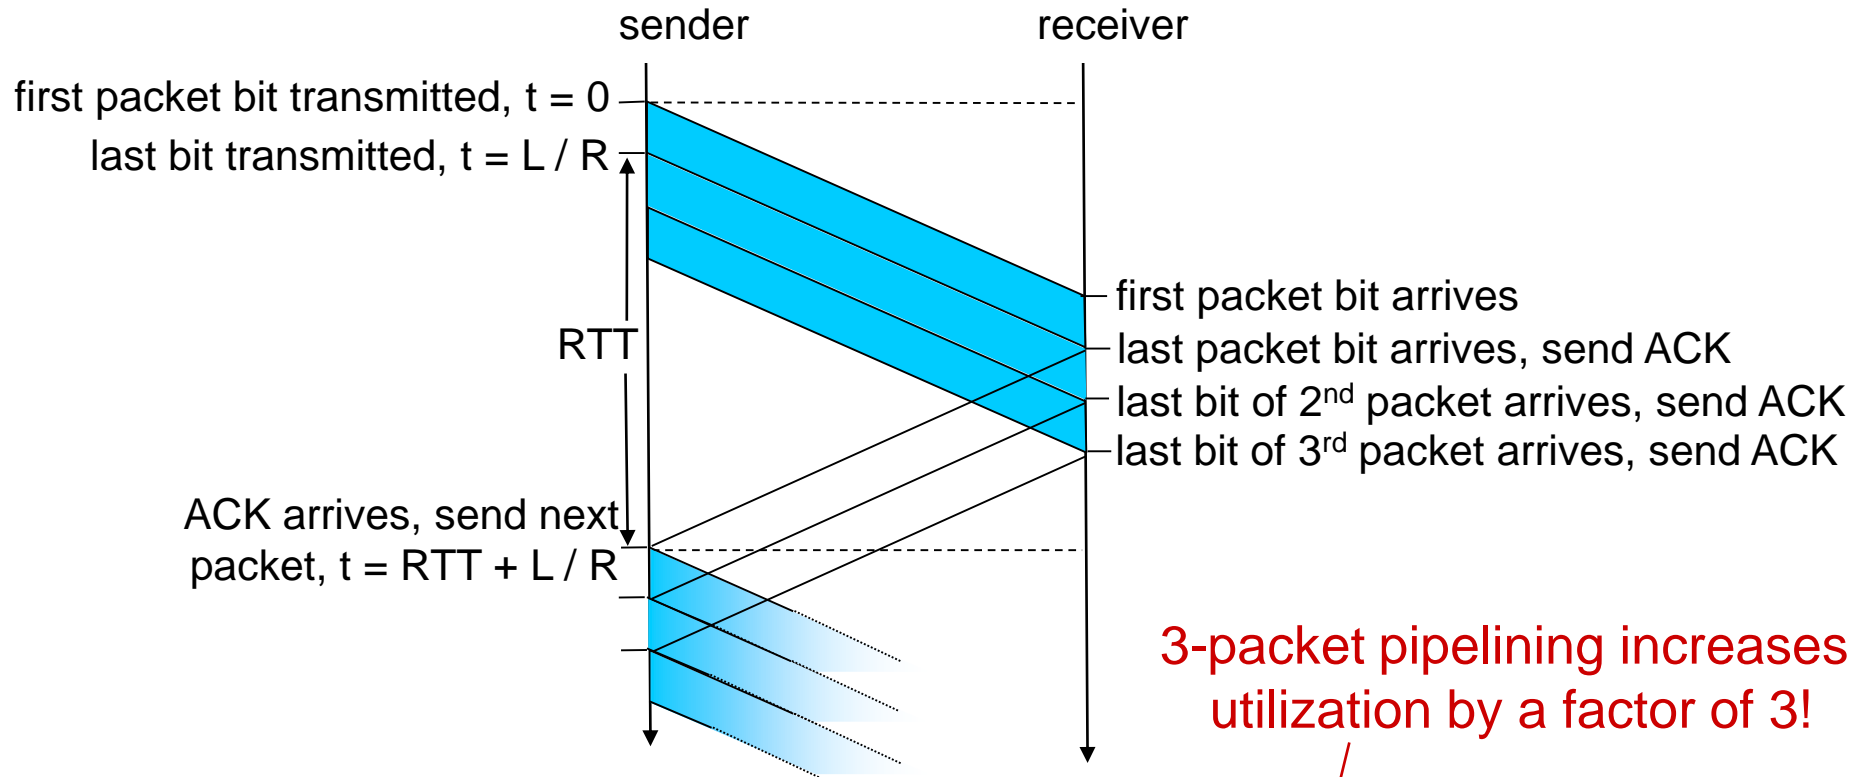 sender
receiver
first packet bit transmitted, t = 0
last bit transmitted, t = L / R
RTT
first packet bit arrives
last packet bit arrives, send ACK
last bit of 2nd packet arrives, send ACK
last bit of 3rd packet arrives, send ACK
ACK arrives, send next
packet, t = RTT + L / R
3-packet pipelining increases
utilization by a factor of 3!